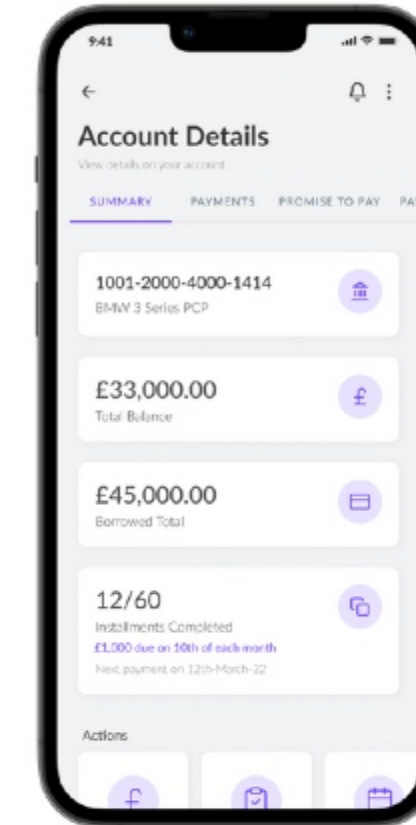 9:41
Account Details
View details on your account
SUMMARY PAYMENTS PROMISE TO PAY PA
1001-2000-4000-1414
BMW 3 Series PCP
£33,000.00
Total Balance
£45,000.00
Borrowed Total
12/60
Installments Completed
£1,000 due on 10th of each month
Next payment on 12th-March-22
Actions